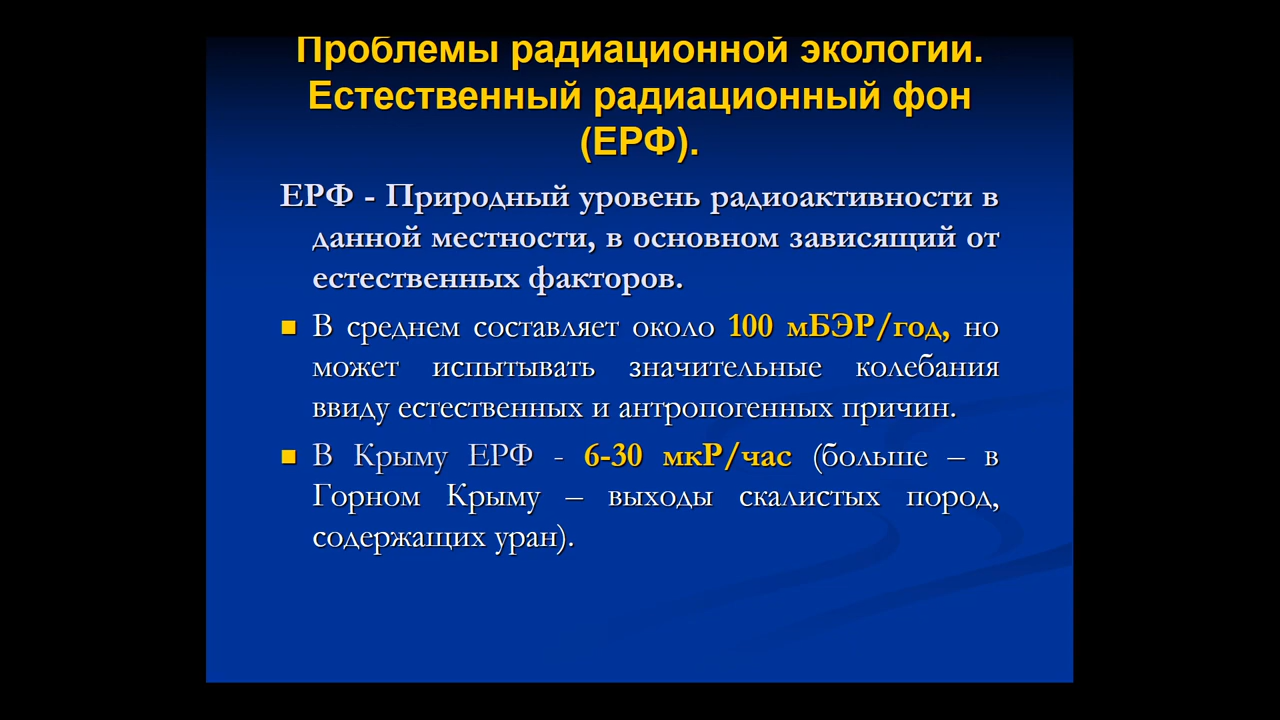 Проблемы радиационной экологии.
Естественный радиационный фон
(ЕРФ).
ЕРФ - Природный уровень радиоактивности в
данной местности, в основном зависящий от
естественных факторов.
В среднем составляет около 100 мБЭР/год, но
может испытывать значительные колебания
ввиду естественных и антропогенных причин.
В Крыму ЕРФ - 6-30 мкР/час (больше – в
Горном Крыму – выходы скалистых пород,
содержащих уран).